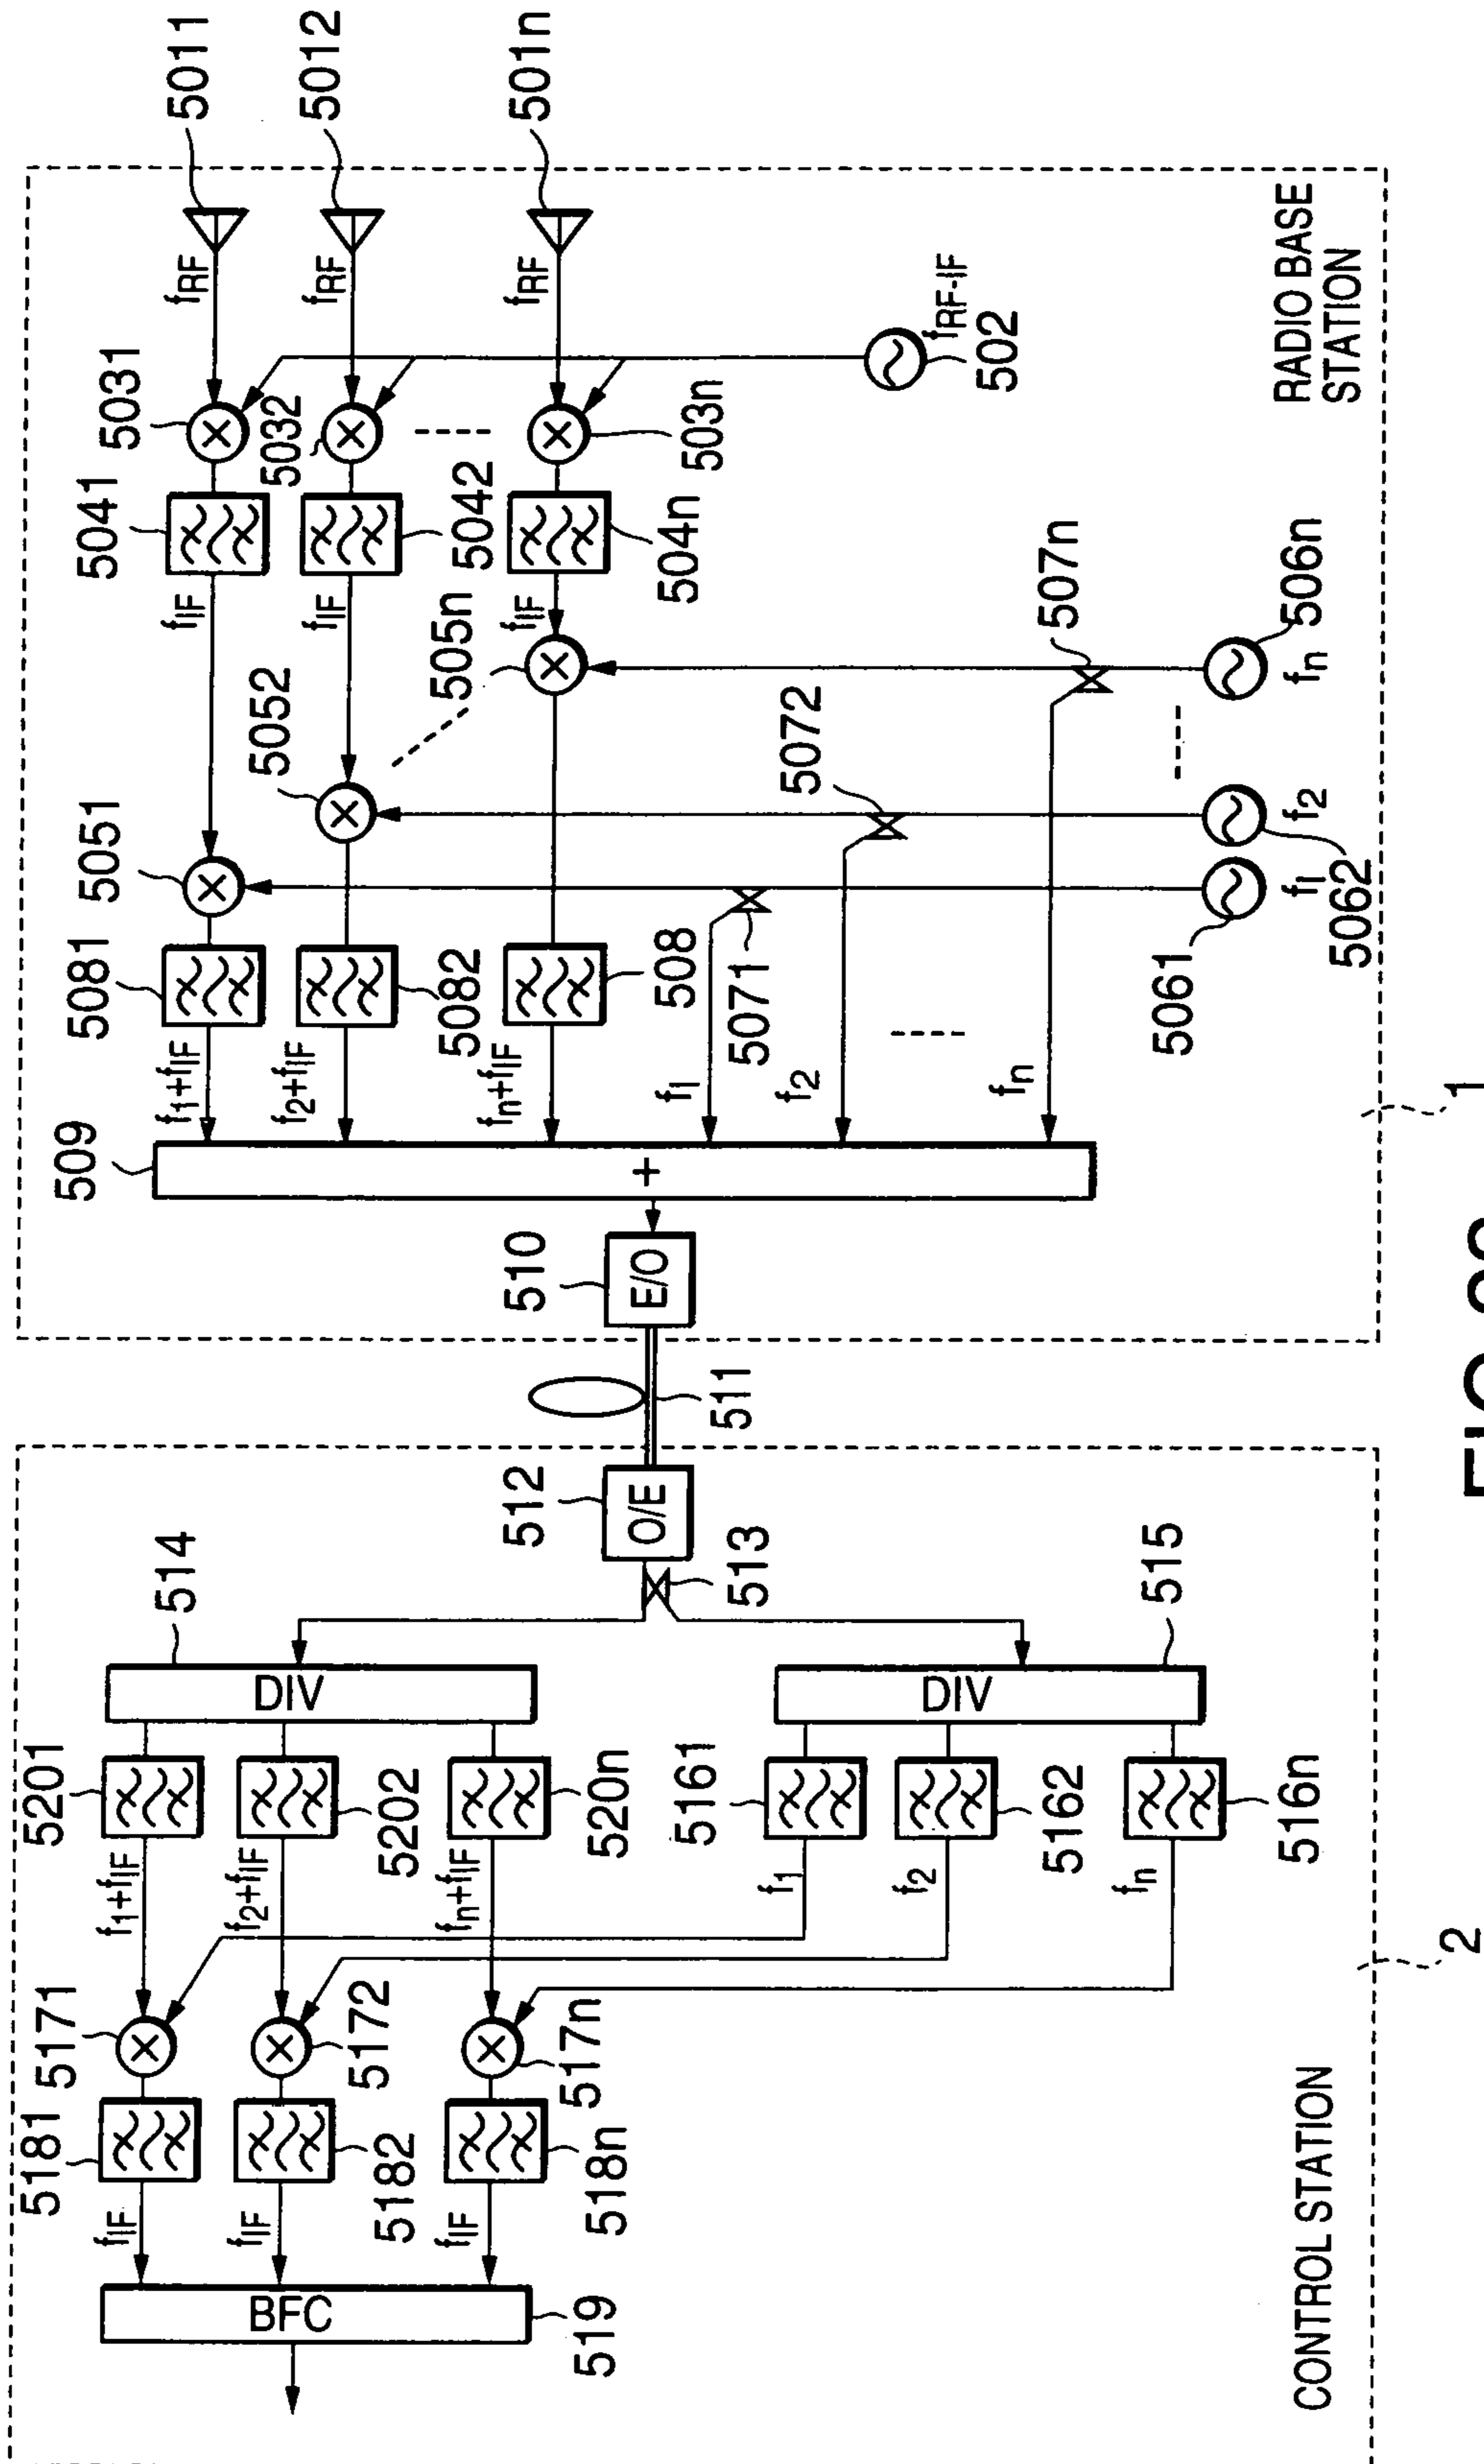 5011
5012
501n
fRF
fRF
fRF
fRF-IF
502
5031
5032
503n
RADIO BASE
STATION
5041
5042
504n
fIF
fIF
fIF
5051
5052
505n
507n
5072
5071
506n
fn
f2
5062
f1
5061
5081
5082
508
f1+fIF
f2+fIF
fn+fIF
f1
f2
fn
509
+
510
E/O
1
511
512
O/E
513
514
DIV
515
DIV
5201
5202
520n
5161
5162
516n
f1+fIF
f2+fIF
fn+fIF
f1
f2
fn
5171
5172
517n
5181
5182
518n
fIF
fIF
fIF
BFC
519
CONTROL STATION
2